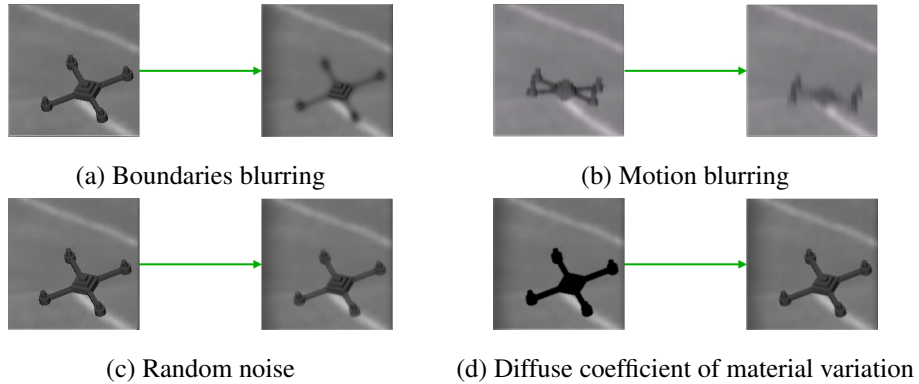 (a) Boundaries blurring
(b) Motion blurring
(c) Random noise
(d) Diffuse coefficient of material variation